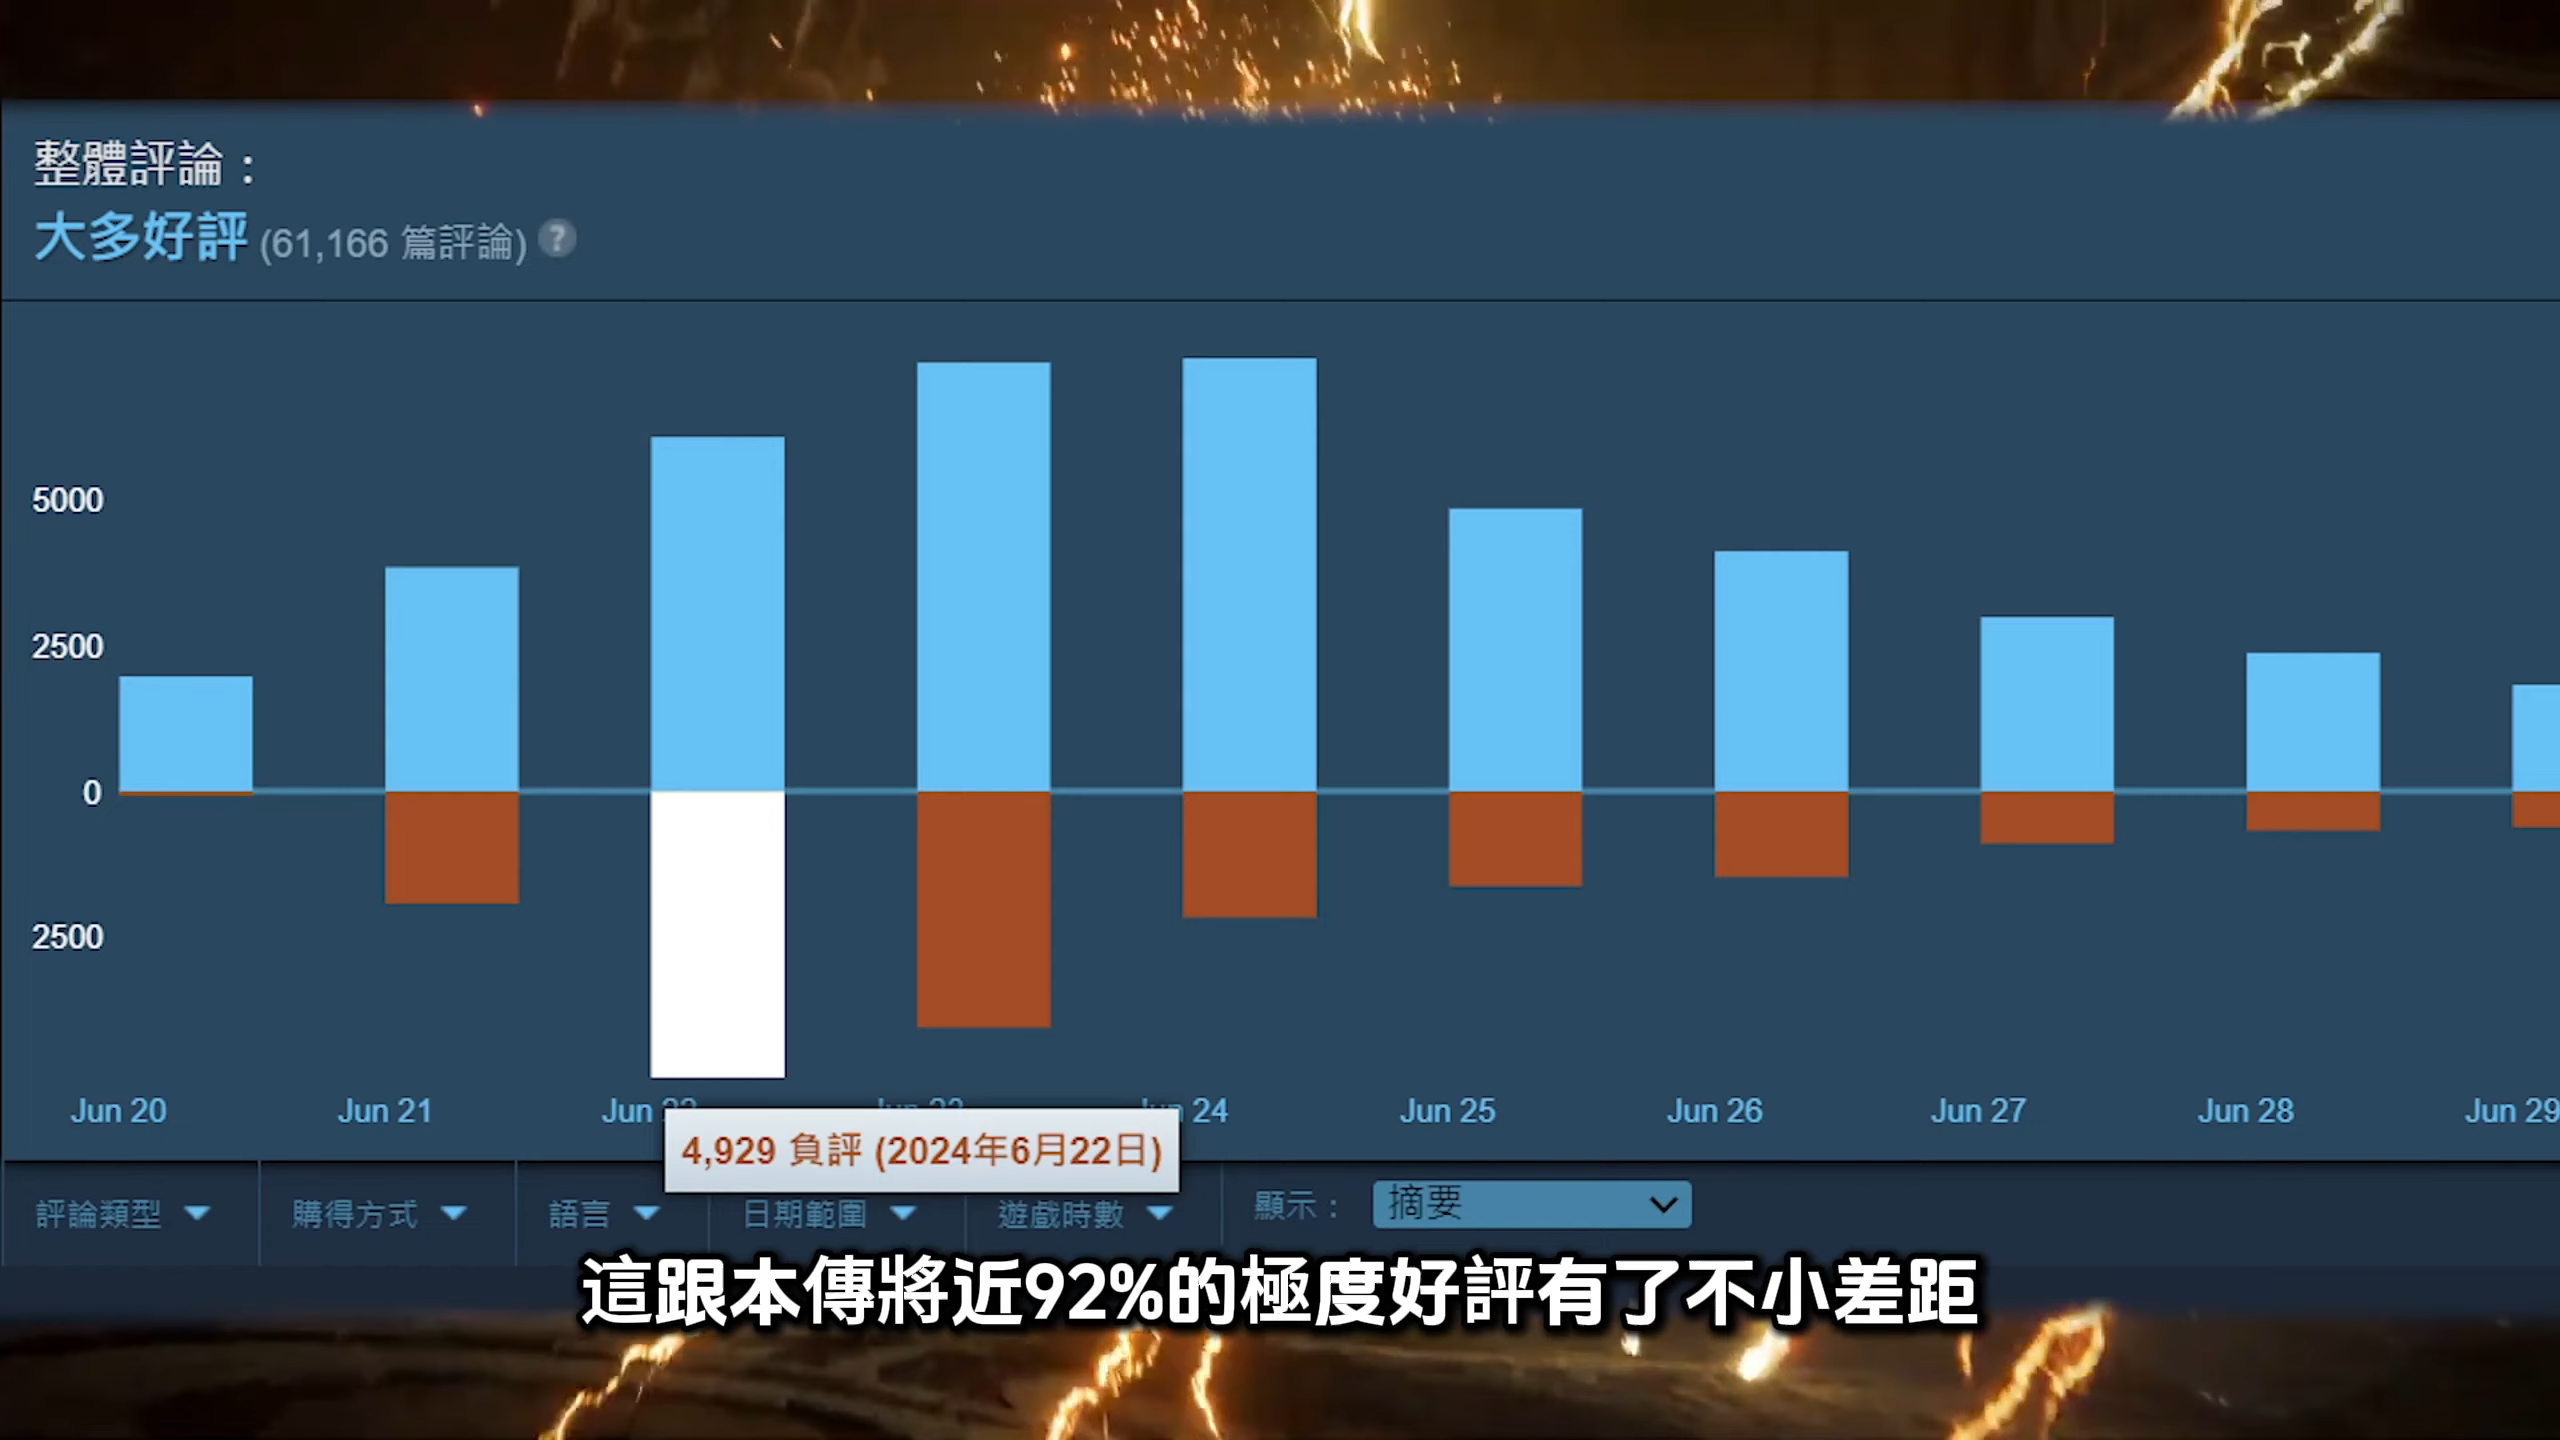 整體評論：
大多好評 (61,166 篇評論) ?
5000
2500
0
2500
Jun 20 Jun 21 Jun 24 Jun 25 Jun 26 Jun 27 Jun 28 Jun 29
4,929 負評 (2024年6月22日)
評論類型 購得方式 語言 日期範圍 遊戲時數 顯示： 摘要
這跟本傳將近92%的極度好評有了不小差距